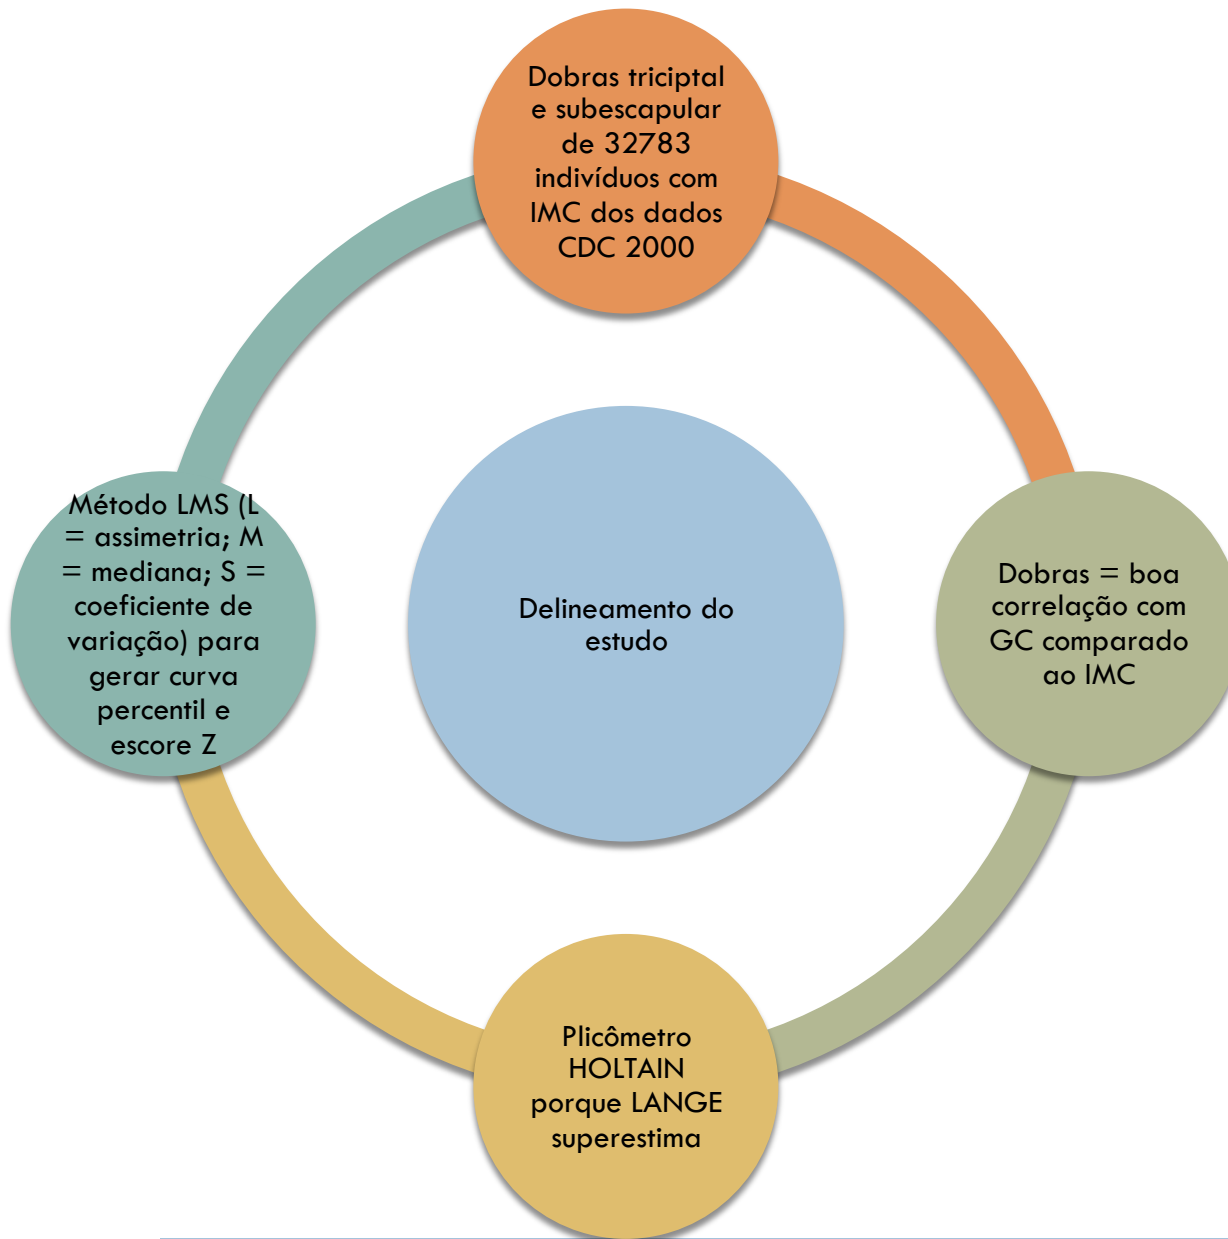 Dobras triciptal
e subescapular
de 32783
indivíduos com
IMC dos dados
CDC 2000
Dobras = boa
correlação com
GC comparado
ao IMC
Plicômetro
HOLTAIN
porque LANGE
superestima
Método LMS (L
= assimetria; M
= mediana; S =
coeficiente de
variação) para
gerar curva
percentil e
escore Z
Delineamento do
estudo